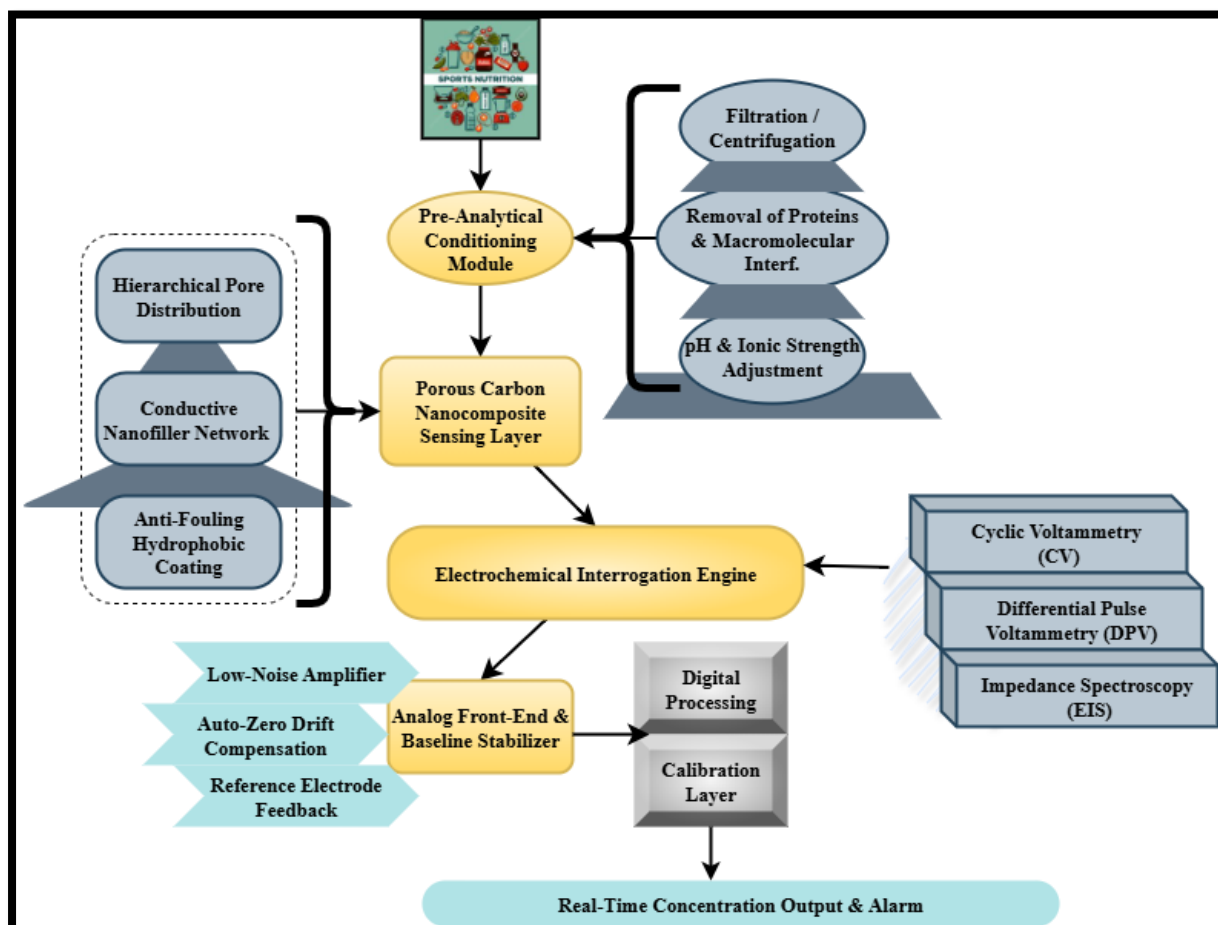 SPORTS NUTRITION
Filtration /
Centrifugation
Pre-Analytical
Conditioning
Module
Removal of Proteins
& Macromolecular
Interf.
pH & Ionic Strength
Adjustment
Hierarchical Pore
Distribution
Conductive
Nanofiller Network
Anti-Fouling
Hydrophobic
Coating
Porous Carbon
Nanocomposite
Sensing Layer
Electrochemical Interrogation Engine
Cyclic Voltammetry
(CV)
Differential Pulse
Voltammetry (DPV)
Impedance Spectroscopy
(EIS)
Low-Noise Amplifier
Auto-Zero Drift
Compensation
Reference Electrode
Feedback
Analog Front-End &
Baseline Stabilizer
Digital
Processing
Calibration
Layer
Real-Time Concentration Output & Alarm